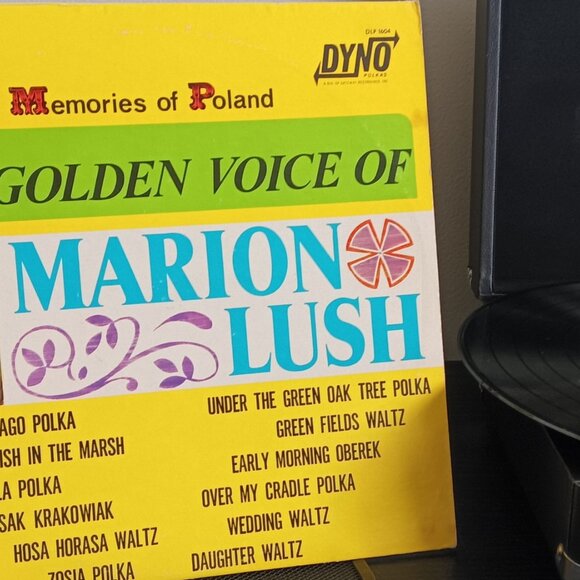 DLP 1604
DYNO
POLKAS
Memories of Poland
GOLDEN VOICE OF
MARION
LUSH
AGO POLKA
ISH IN THE MARSH
LA POLKA
SAK KRAKOWIAK
HOSA HORASA WALTZ
ZOSIA POLKA
UNDER THE GREEN OAK TREE POLKA
GREEN FIELDS WALTZ
EARLY MORNING OBEREK
OVER MY CRADLE POLKA
WEDDING WALTZ
DAUGHTER WALTZ